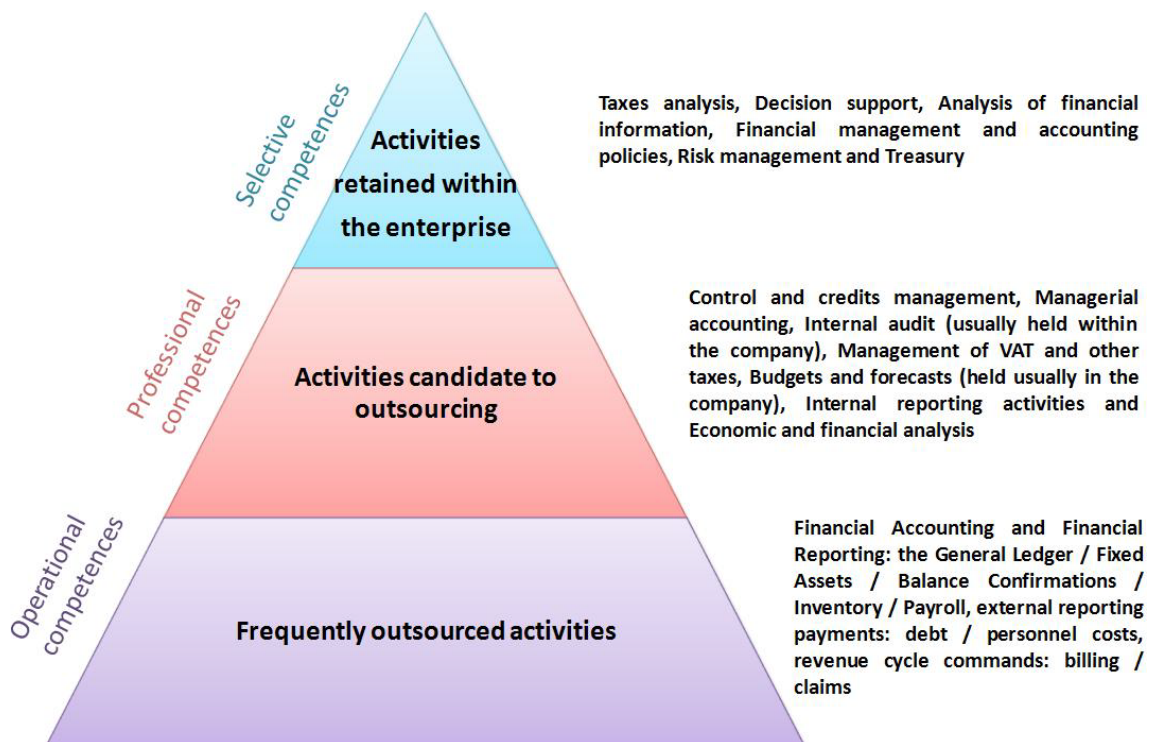 Selective
competences
Activities
retained within
the enterprise
Taxes analysis, Decision support, Analysis of financial
information, Financial management and accounting
policies, Risk management and Treasury
Professional
competences
Activities candidate to
outsourcing
Control and credits management, Managerial
accounting, Internal audit (usually held within
the company), Management of VAT and other
taxes, Budgets and forecasts (held usually in the
company), Internal reporting activities and
Economic and financial analysis
Operational
competences
Frequently outsourced activities
Financial Accounting and Financial
Reporting: the General Ledger / Fixed
Assets / Balance Confirmations /
Inventory / Payroll, external reporting
payments: debt / personnel costs,
revenue cycle commands: billing /
claims